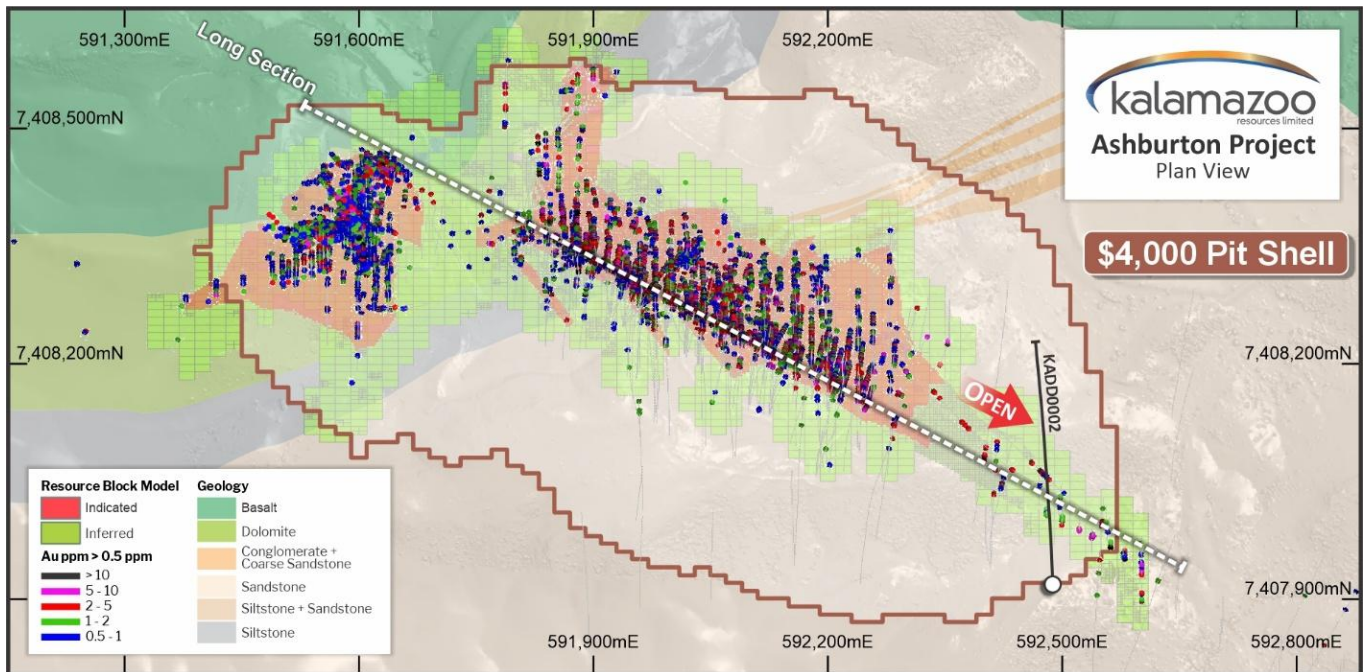 591,300mE
591,600mE
591,900mE
592,200mE
Long Section
kalamazoo
resources limited
Ashburton Project
Plan View
7,408,500mN
$4,000 Pit Shell
7,408,200mN
7,408,200mN
OPEN
KADD0002
Resource Block Model
Indicated
Inferred
Au ppm > 0.5 ppm
>10
5 - 10
2 - 5
1 - 2
0.5 - 1
Geology
Basalt
Dolomite
Conglomerate +
Coarse Sandstone
Sandstone
Siltstone + Sandstone
Siltstone
7,407,900mN
591,900mE
592,200mE
592,500mE
592,800mE